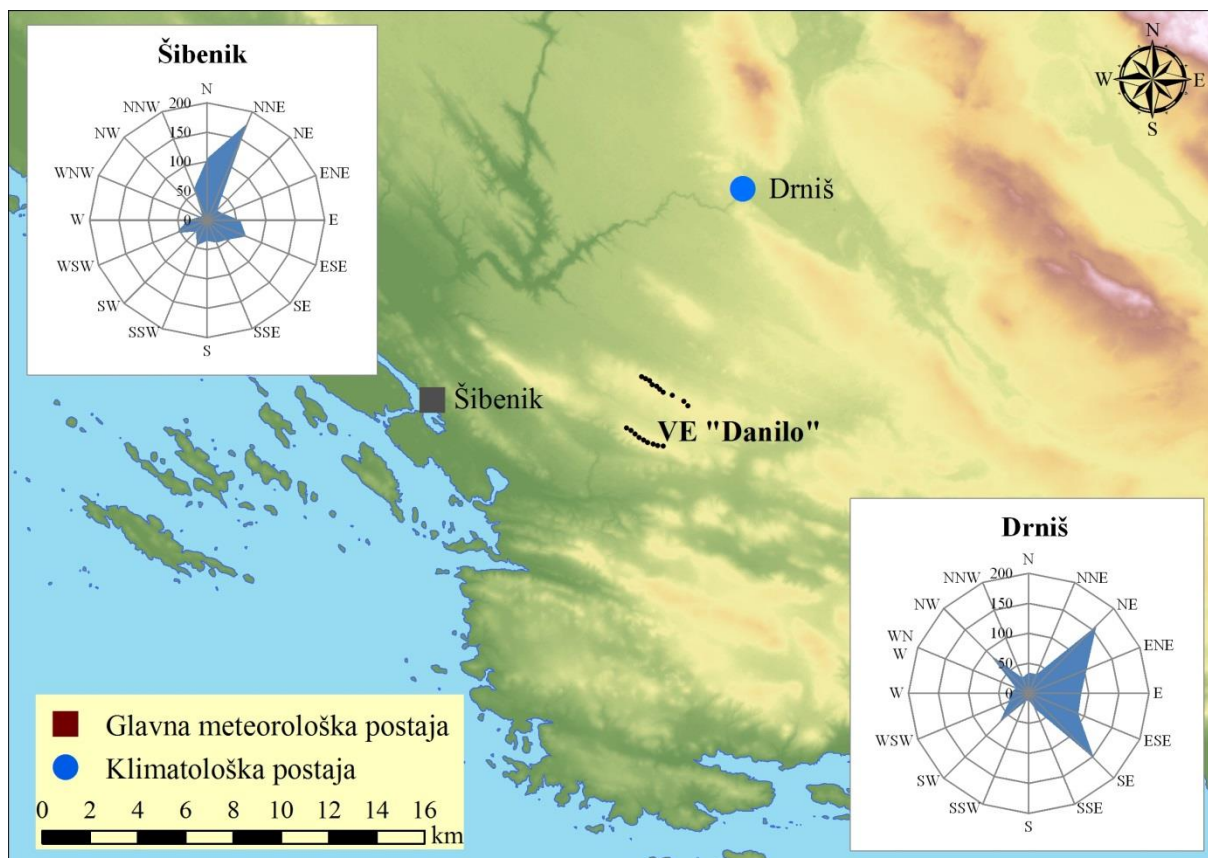 Šibenik
N
NNE
NE
ENE
E
ESE
SE
SSE
S
SSW
SW
WSW
W
WNW
NW
NNW
200
150
100
50
0
N
W E
S
Drniš
Šibenik
VE "Danilo"
Drniš
N
NNE
NE
ENE
E
ESE
SE
SSE
S
SSW
SW
WSW
W
WN
W
NW
NNW
200
150
100
50
0
Glavna meteorološka postaja
Klimatološka postaja
0 2 4 6 8 10 12 14 16
km